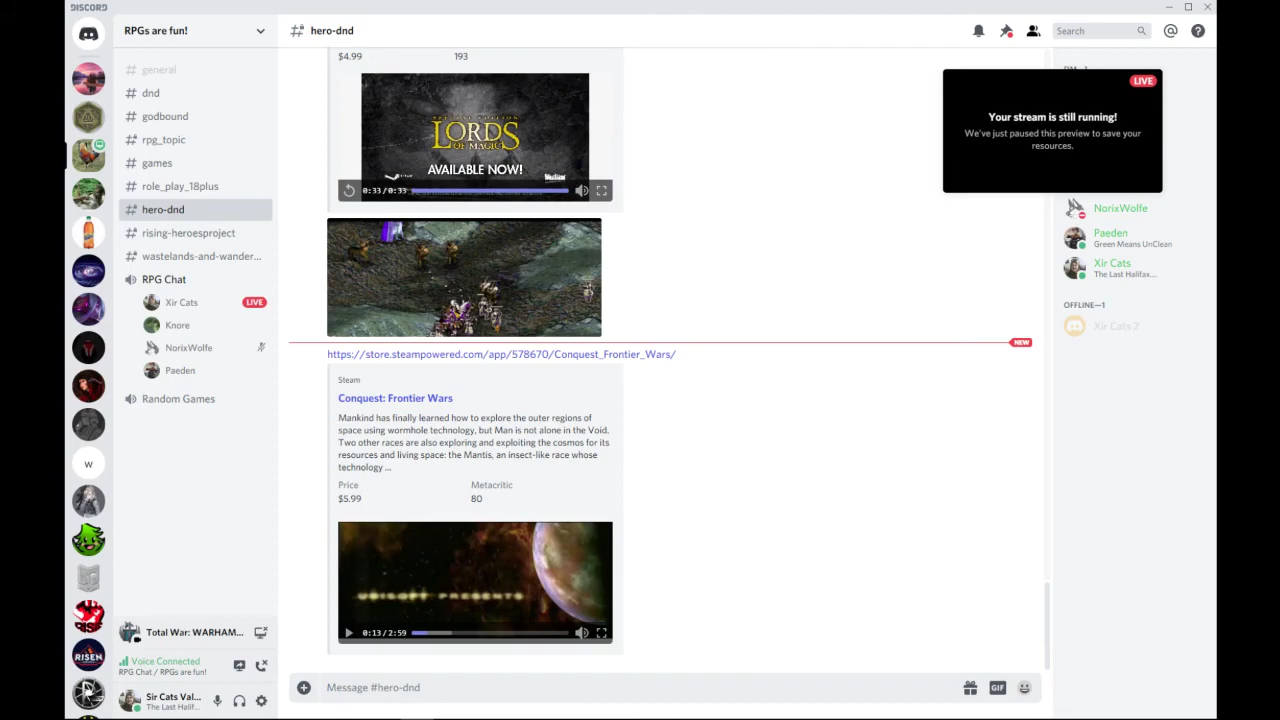 DISCORD
RPGs are fun!
hero-dnd
Search
general
dnd
godbound
rpg_topic
games
role_play_18plus
hero-dnd
rising-heroesproject
wastelands-and-wander...
RPG Chat
Xir Cats
LIVE
Knore
NorixWolfe
Paeden
Random Games
Total War: WARHAM...
Voice Connected
RPG Chat / RPGs are fun!
Sir Cats Val...
The Last Halif...
W
RISEN
$4.99
193
LORDS
OF MAGIC
AVAILABLE NOW!
0:33/0:33
NEW
https://store.steampowered.com/app/578670/Conquest_Frontier_Wars/
Steam
Conquest: Frontier Wars
Mankind has finally learned how to explore the outer regions of
space using wormhole technology, but Man is not alone in the Void.
Two other races are also exploring and exploiting the cosmos for its
resources and living space: the Mantis, an insect-like race whose
technology ...
Price
Metacritic
$5.99
80
0:13/2:59
Message #hero-dnd
GIF
LIVE
Your stream is still running!
We've just paused this preview to save your
resources.
NorixWolfe
Paeden
Green Means UnClean
Xir Cats
The Last Halifax...
OFFLINE—1
Xir Cats 2